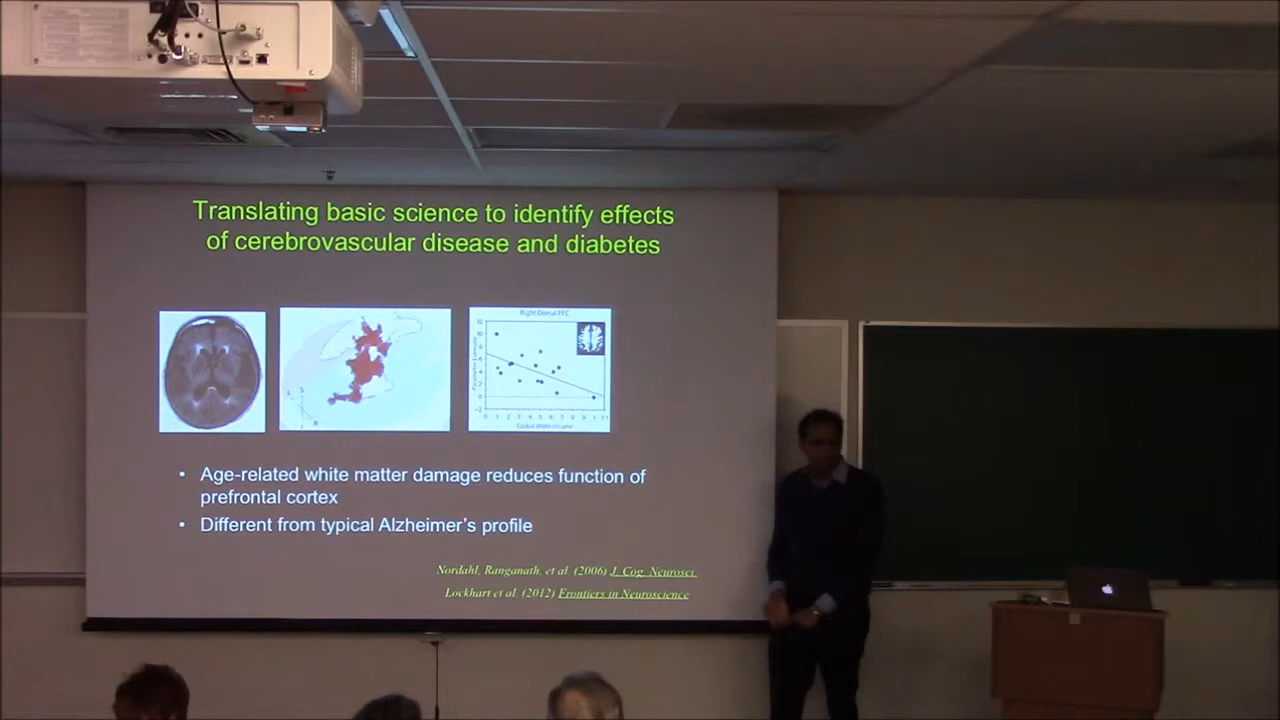 Translating basic science to identify effects
of cerebrovascular disease and diabetes
Right Dorsal PFC
• Age-related white matter damage reduces function of
prefrontal cortex
• Different from typical Alzheimer's profile
Nordahl, Ranganath, et al. (2006) J. Cog. Neurosci.
Lockhart et al. (2012) Frontiers in Neuroscience